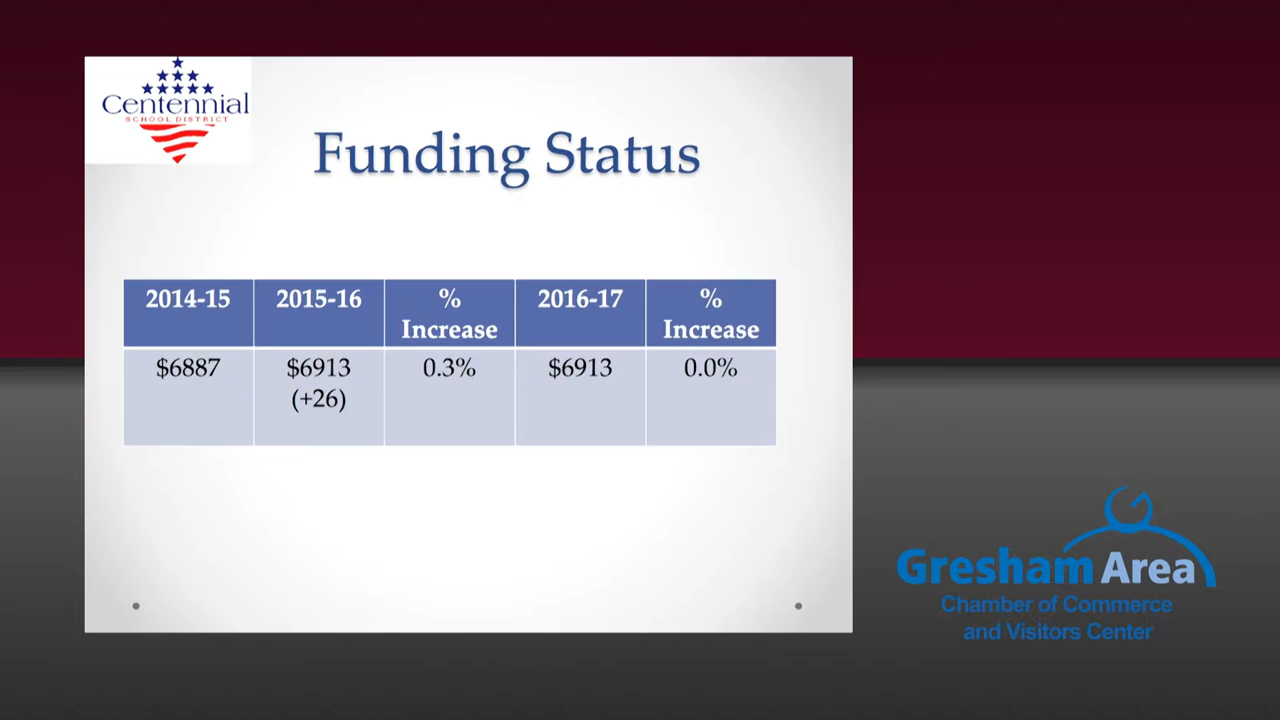 Centennial
SCHOOL DISTRICT
Funding Status
2014-15 2015-16 % Increase 2016-17 % Increase
$6887 $6913 (+26) 0.3% $6913 0.0%
Gresham Area
Chamber of Commerce
and Visitors Center